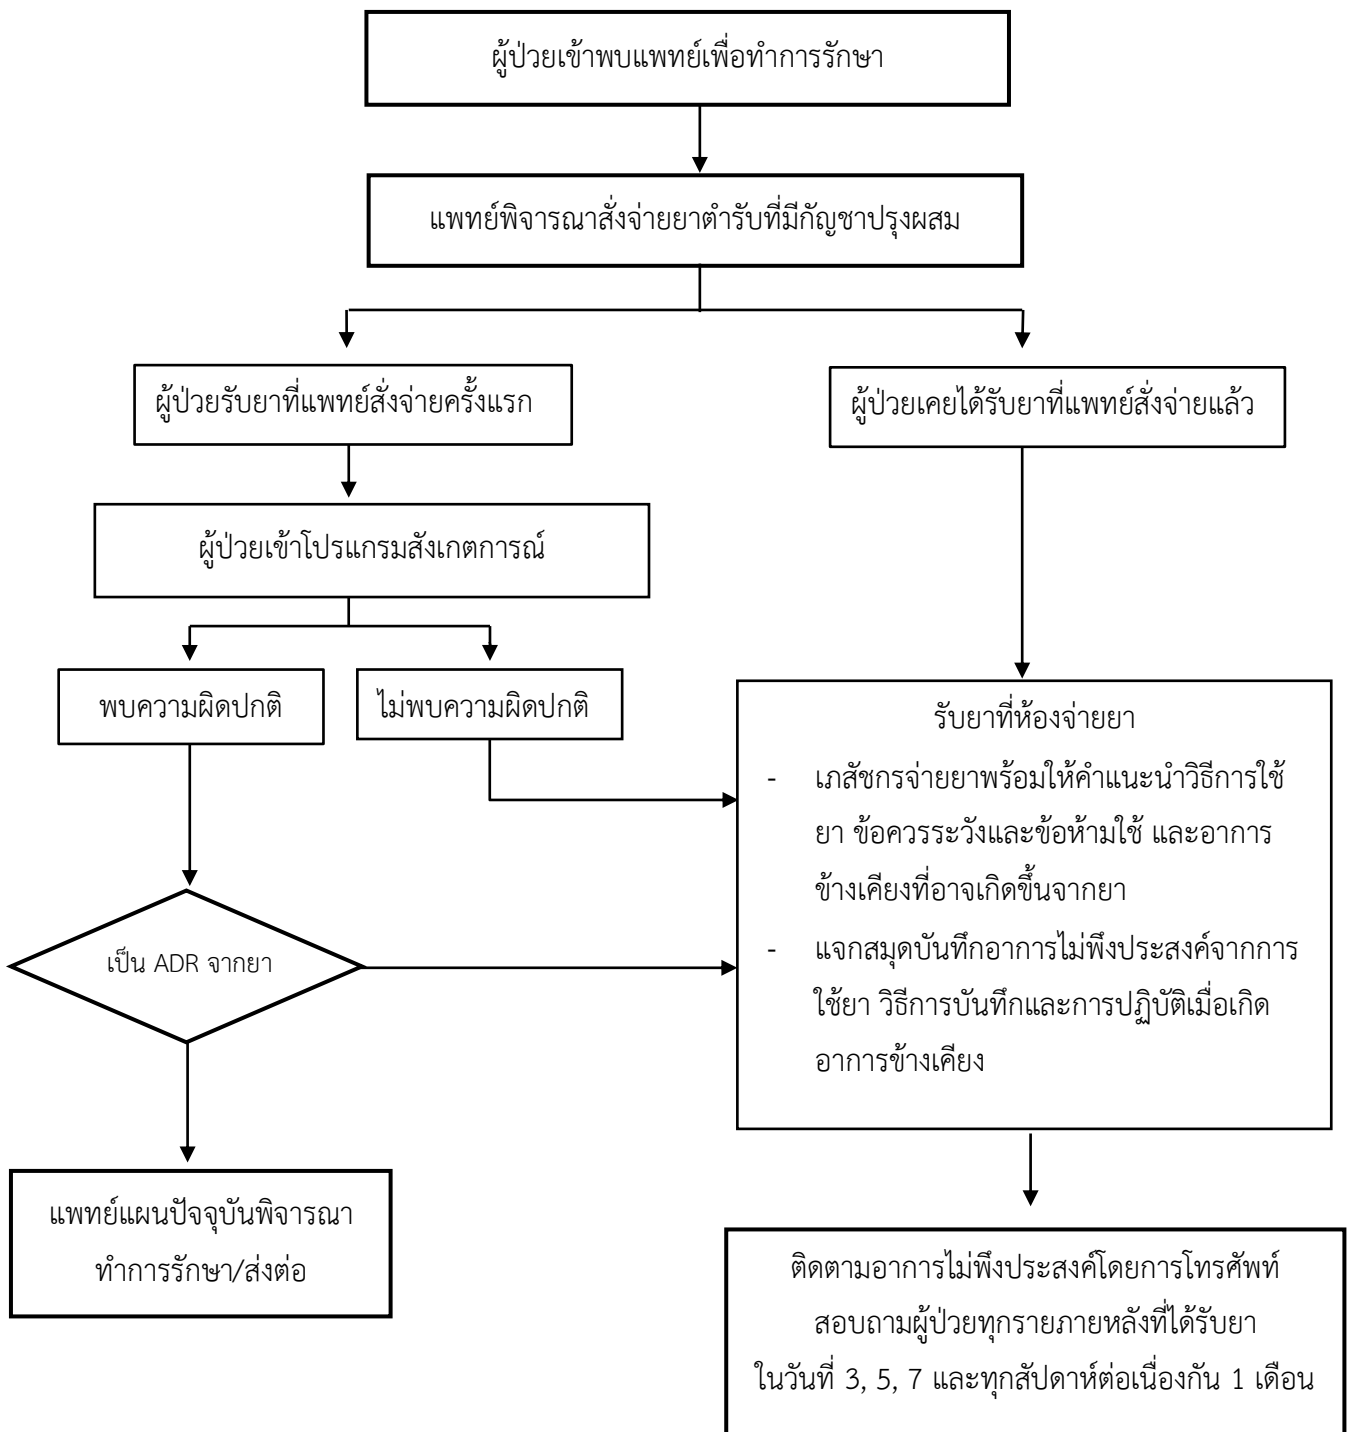 ผู้ป่วยเข้าพบแพทย์เพื่อทำการรักษา
แพทย์พิจารณาสั่งจ่ายยาตำรับที่มีกัญชาปรุงผสม
ผู้ป่วยรับยาที่แพทย์สั่งจ่ายครั้งแรก
ผู้ป่วยเคยได้รับยาที่แพทย์สั่งจ่ายแล้ว
ผู้ป่วยเข้าโปรแกรมสังเกตการณ์
พบความผิดปกติ
ไม่พบความผิดปกติ
รับยาที่ห้องจ่ายยา
- เภสัชกรจ่ายยาพร้อมให้คำแนะนำวิธีการใช้
ยา ข้อควรระวังและข้อห้ามใช้ และอาการ
ข้างเคียงที่อาจเกิดขึ้นจากยา
- แจกสมุดบันทึกอาการไม่พึงประสงค์จากการ
ใช้ยา วิธีการบันทึกและการปฏิบัติเมื่อเกิด
อาการข้างเคียง
เป็น ADR จากยา
แพทย์แผนปัจจุบันพิจารณา
ทำการรักษา/ส่งต่อ
ติดตามอาการไม่พึงประสงค์โดยการโทรศัพท์
สอบถามผู้ป่วยทุกรายภายหลังที่ได้รับยา
ในวันที่ 3, 5, 7 และทุกสัปดาห์ต่อเนื่องกัน 1 เดือน